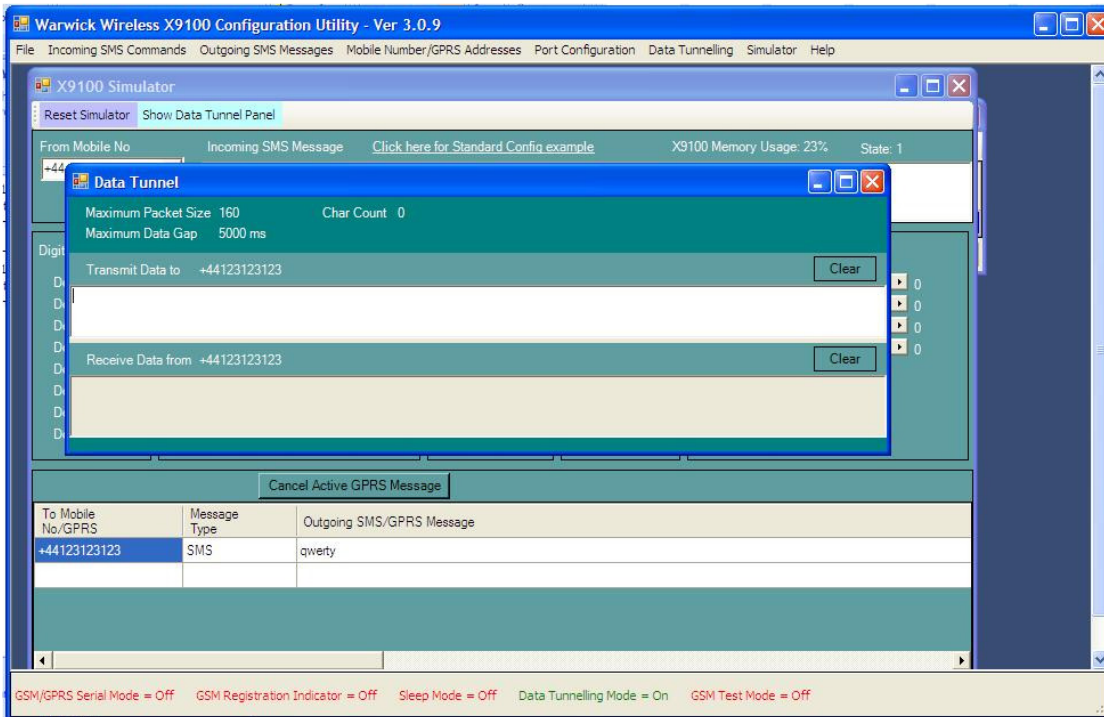 Warwick Wireless X9100 Configuration Utility - Ver 3.0.9
File Incoming SMS Commands Outgoing SMS Messages Mobile Number/GPRS Addresses Port Configuration Data Tunnelling Simulator Help
X9100 Simulator
Reset Simulator Show Data Tunnel Panel
From Mobile No Incoming SMS Message Click here for Standard Config example X9100 Memory Usage: 23% State: 1
+44
Data Tunnel
Maximum Packet Size 160 Char Count 0
Maximum Data Gap 5000 ms
Digit
Transmit Data to +44123123123 Clear
0
0
0
0
Receive Data from +44123123123 Clear
Cancel Active GPRS Message
To Mobile No/GPRS Message Type Outgoing SMS/GPRS Message
+44123123123 SMS qwerty
GSM/GPRS Serial Mode = Off GSM Registration Indicator = Off Sleep Mode = Off Data Tunnelling Mode = On GSM Test Mode = Off